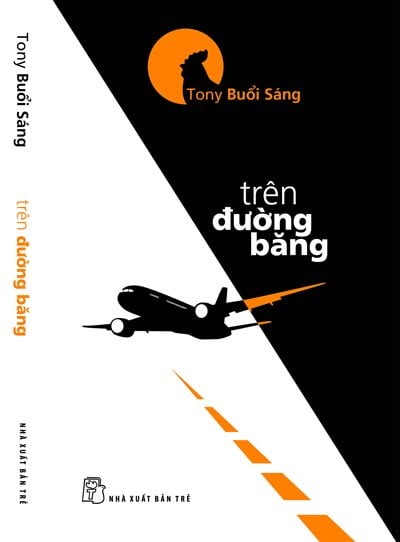 Tony Buổi Sáng
trên đường băng
NHÀ XUẤT BẢN TRẺ
Tony Buổi Sáng
trên
đường
băng
NHÀ XUẤT BẢN TRẺ